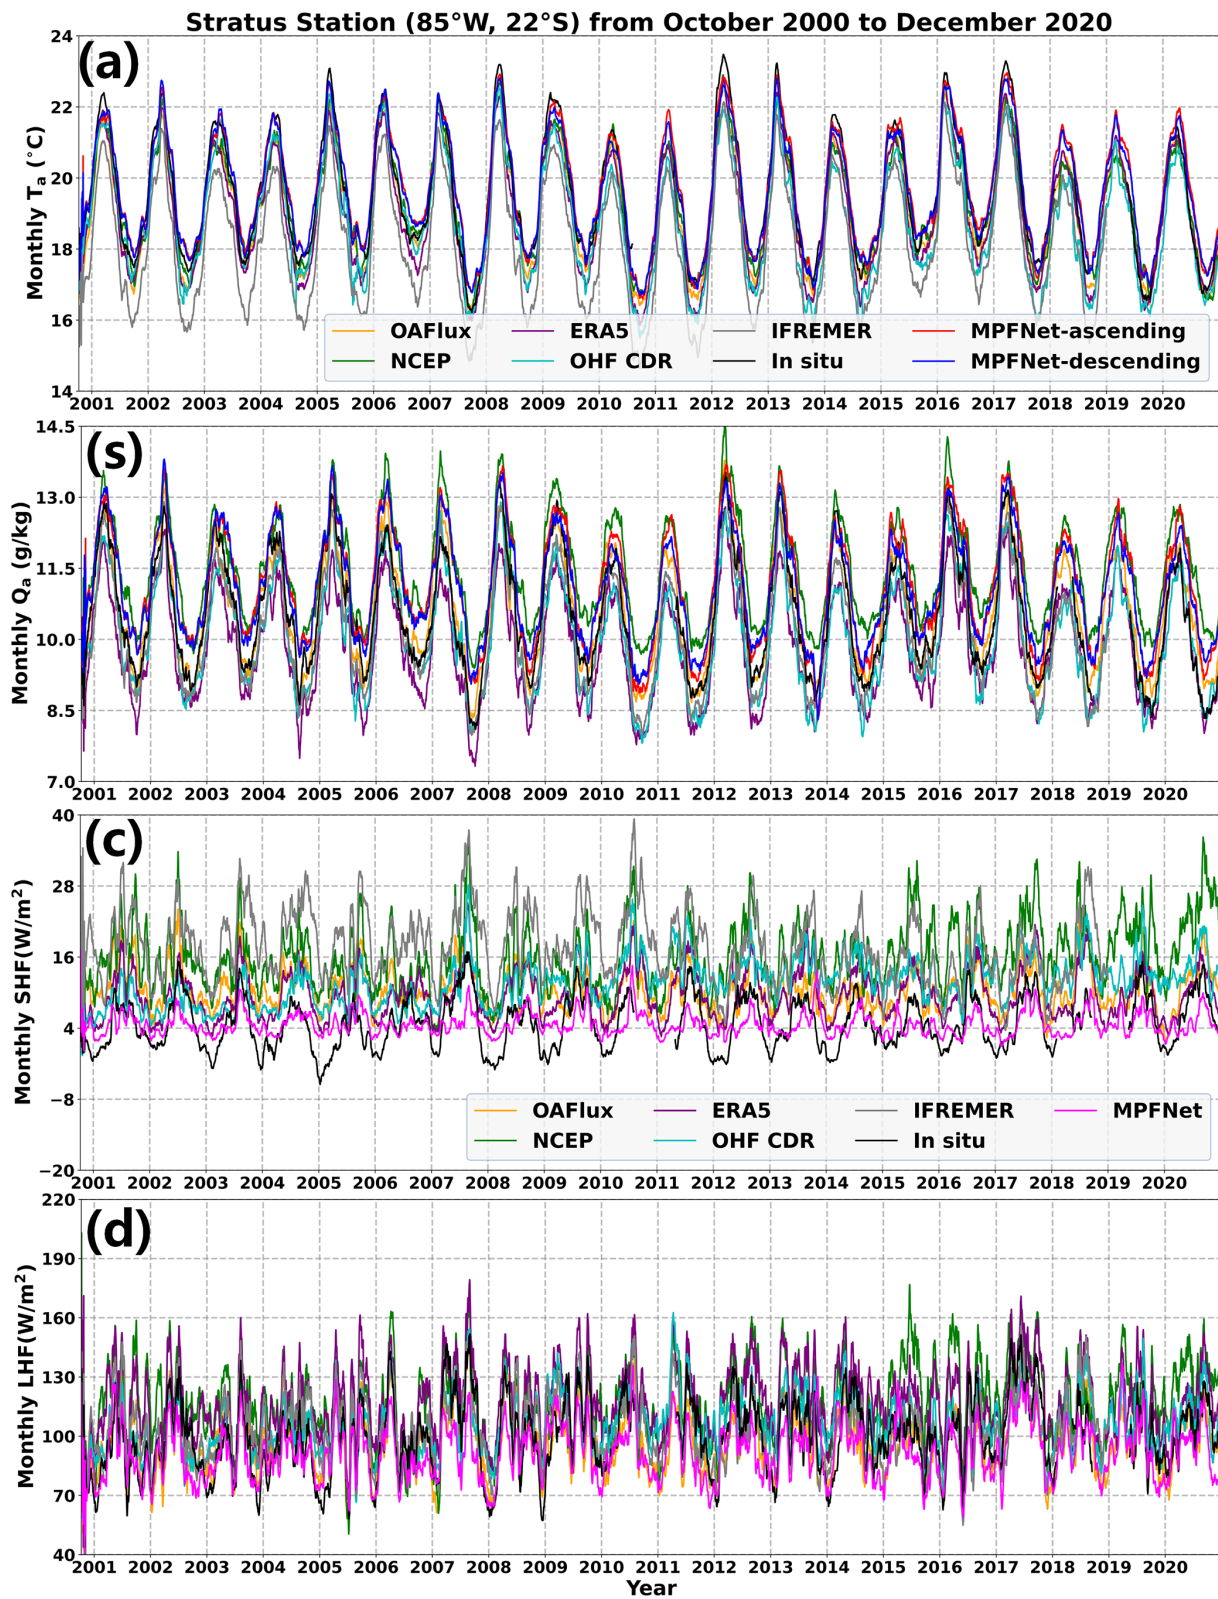 Stratus Station (85°W, 22°S) from October 2000 to December 2020
(a)
Monthly Ta (°C)
24
22
20
18
16
14
OAFlux ERA5 IFREMER MPFNet-ascending
NCEP OHF CDR In situ MPFNet-descending
2001 2002 2003 2004 2005 2006 2007 2008 2009 2010 2011 2012 2013 2014 2015 2016 2017 2018 2019 2020
(s)
Monthly Qa (g/kg)
14.5
13.0
11.5
10.0
8.5
7.0
2001 2002 2003 2004 2005 2006 2007 2008 2009 2010 2011 2012 2013 2014 2015 2016 2017 2018 2019 2020
(c)
Monthly SHF(W/m²)
40
28
16
4
−8
−20
OAFlux ERA5 IFREMER MPFNet
NCEP OHF CDR In situ
2001 2002 2003 2004 2005 2006 2007 2008 2009 2010 2011 2012 2013 2014 2015 2016 2017 2018 2019 2020
(d)
Monthly LHF(W/m²)
220
190
160
130
100
70
40
2001 2002 2003 2004 2005 2006 2007 2008 2009 2010 2011 2012 2013 2014 2015 2016 2017 2018 2019 2020
Year